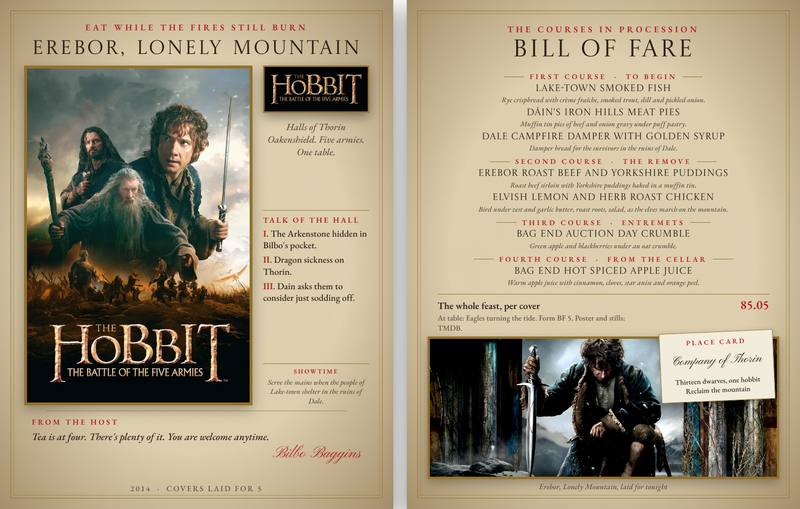 EAT WHILE THE FIRES STILL BURN
EREBOR, LONELY MOUNTAIN
THE HOBBIT
THE BATTLE OF THE FIVE ARMIES
Halls of Thorin
Oakenshield. Five armies.
One table.
TALK OF THE HALL
I. The Arkenstone hidden in
Bilbo's pocket.
II. Dragon sickness on
Thorin.
III. Dain asks them to
consider just sodding off.
THE HOBBIT
THE BATTLE OF THE FIVE ARMIES
SHOWTIME
Serve the mains when the people of
Lake-town shelter in the ruins of
Dale.
FROM THE HOST
Tea is at four. There's plenty of it. You are welcome anytime.
Bilbo Baggins
2014 - COVERS LAID FOR 5
THE COURSES IN PROCESSION
BILL OF FARE
FIRST COURSE · TO BEGIN
LAKE-TOWN SMOKED FISH
Rye crispbread with crème fraîche, smoked trout, dill and pickled onion.
DÁIN'S IRON HILLS MEAT PIES
Muffin tin pies of beef and onion gravy under puff pastry.
DALE CAMPFIRE DAMPER WITH GOLDEN SYRUP
Damper bread for the survivors in the ruins of Dale.
SECOND COURSE · THE REMOVE
EREBOR ROAST BEEF AND YORKSHIRE PUDDINGS
Roast beef sirloin with Yorkshire puddings baked in a muffin tin.
ELVISH LEMON AND HERB ROAST CHICKEN
Bird under zest and garlic butter, roast roots, salad, as the elves march on the mountain.
THIRD COURSE · ENTREMETS
BAG END AUCTION DAY CRUMBLE
Green apple and blackberries under an oat crumble.
FOURTH COURSE · FROM THE CELLAR
BAG END HOT SPICED APPLE JUICE
Warm apple juice with cinnamon, cloves, star anise and orange peel.
The whole feast, per cover 85.05
At table: Eagles turning the tide. Form BF 5. Poster and stills:
TMDB.
PLACE CARD
Company of Thorin
Thirteen dwarves, one hobbit
Reclaim the mountain
Erebor, Lonely Mountain, laid for tonight